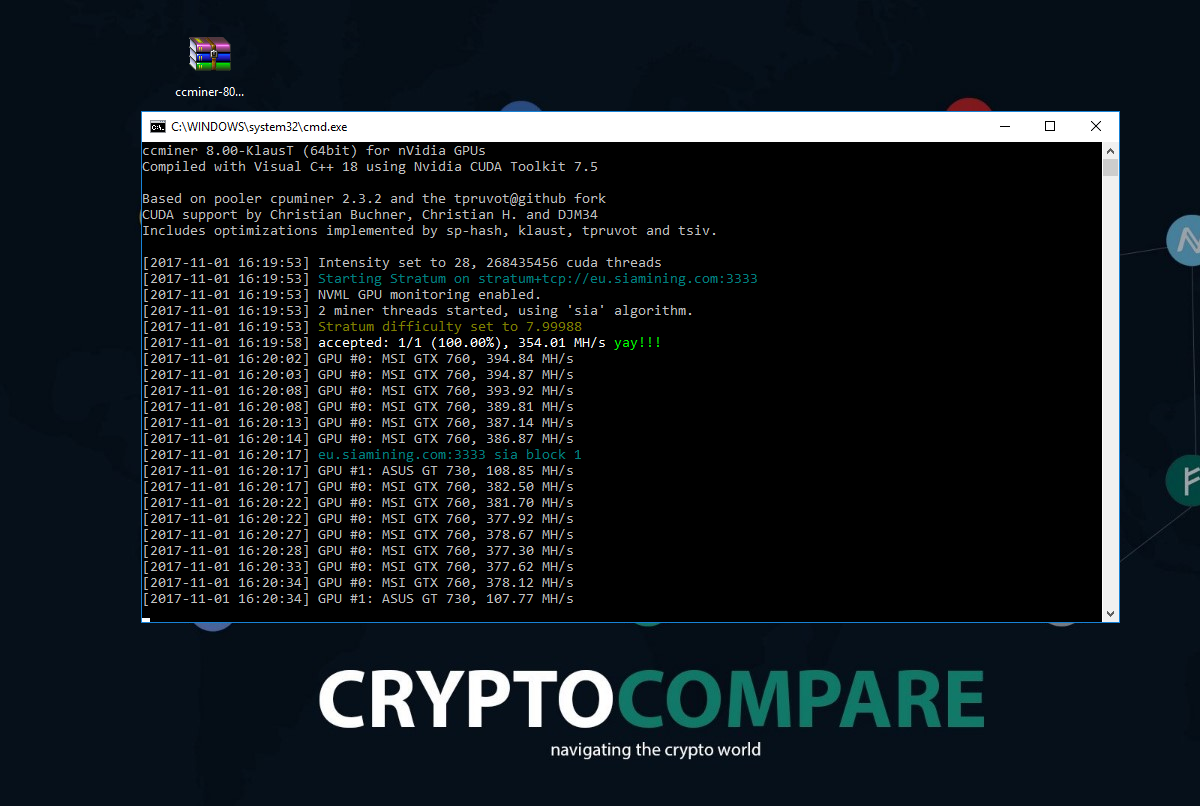 ccminer-80...
C:\WINDOWS\system32\cmd.exe
ccminer 8.00-KlausT (64bit) for nVidia GPUs
Compiled with Visual C++ 18 using Nvidia CUDA Toolkit 7.5
Based on pooler cpuminer 2.3.2 and the tpruvot@github fork
CUDA support by Christian Buchner, Christian H. and DJM34
Includes optimizations implemented by sp-hash, klaust, tpruvot and tsiv.
[2017-11-01 16:19:53] Intensity set to 28, 268435456 cuda threads
[2017-11-01 16:19:53] Starting Stratum on stratum+tcp://eu.siamining.com:3333
[2017-11-01 16:19:53] NVML GPU monitoring enabled.
[2017-11-01 16:19:53] 2 miner threads started, using 'sia' algorithm.
[2017-11-01 16:19:53] Stratum difficulty set to 7.99988
[2017-11-01 16:19:58] accepted: 1/1 (100.00%), 354.01 MH/s yay!!!
[2017-11-01 16:20:02] GPU #0: MSI GTX 760, 394.84 MH/s
[2017-11-01 16:20:03] GPU #0: MSI GTX 760, 394.87 MH/s
[2017-11-01 16:20:08] GPU #0: MSI GTX 760, 393.92 MH/s
[2017-11-01 16:20:08] GPU #0: MSI GTX 760, 389.81 MH/s
[2017-11-01 16:20:13] GPU #0: MSI GTX 760, 387.14 MH/s
[2017-11-01 16:20:14] GPU #0: MSI GTX 760, 386.87 MH/s
[2017-11-01 16:20:17] eu.siamining.com:3333 sia block 1
[2017-11-01 16:20:17] GPU #1: ASUS GT 730, 108.85 MH/s
[2017-11-01 16:20:17] GPU #0: MSI GTX 760, 382.50 MH/s
[2017-11-01 16:20:22] GPU #0: MSI GTX 760, 381.70 MH/s
[2017-11-01 16:20:22] GPU #0: MSI GTX 760, 377.92 MH/s
[2017-11-01 16:20:27] GPU #0: MSI GTX 760, 378.67 MH/s
[2017-11-01 16:20:28] GPU #0: MSI GTX 760, 377.30 MH/s
[2017-11-01 16:20:33] GPU #0: MSI GTX 760, 377.62 MH/s
[2017-11-01 16:20:34] GPU #0: MSI GTX 760, 378.12 MH/s
[2017-11-01 16:20:34] GPU #1: ASUS GT 730, 107.77 MH/s
CRYPTOCOMPARE
navigating the crypto world